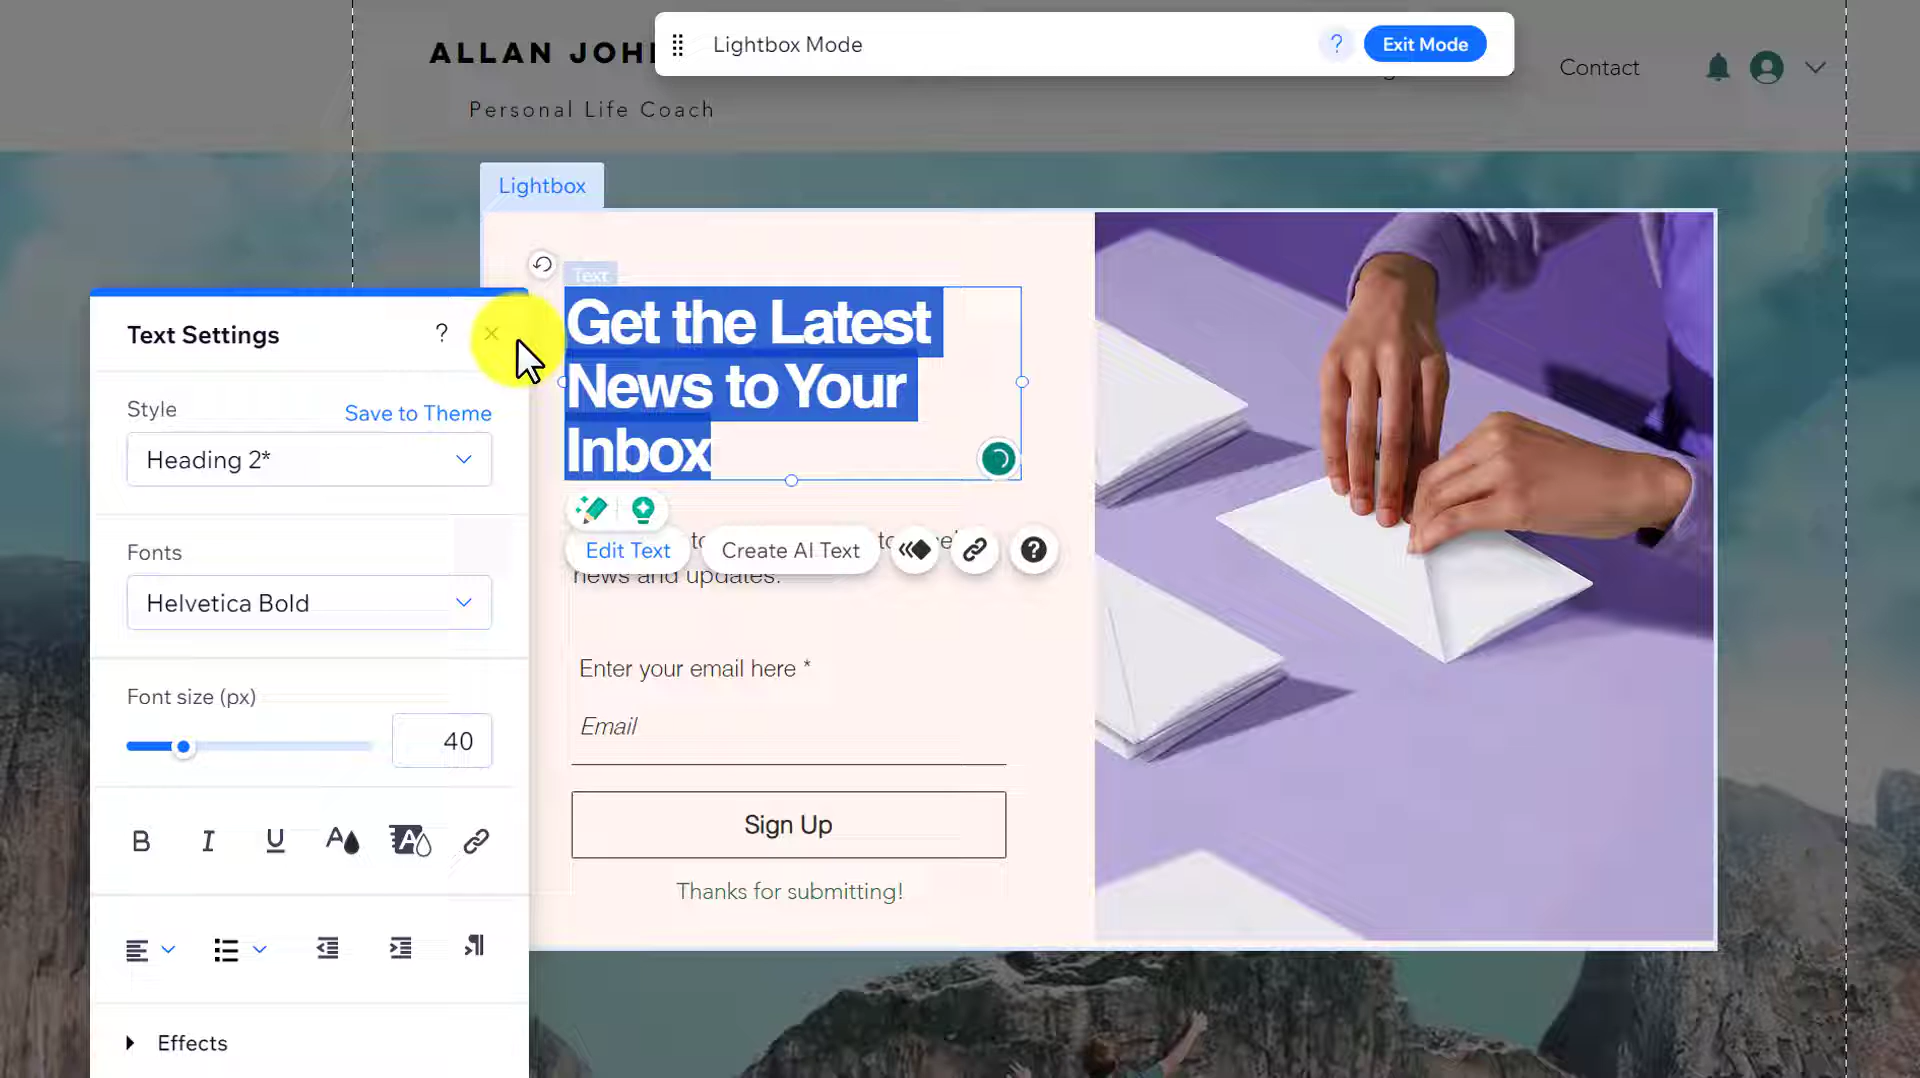 ALLAN JOH
Personal Life Coach
Lightbox Mode
?
Exit Mode
Contact
Lightbox
Text
Get the Latest
News to Your
Inbox
Text Settings
?
Style
Save to Theme
Heading 2*
Fonts
Helvetica Bold
Font size (px)
40
B I U A A
Effects
Edit Text
Create AI Text
?
news and updates.
Enter your email here *
Email
Sign Up
Thanks for submitting!